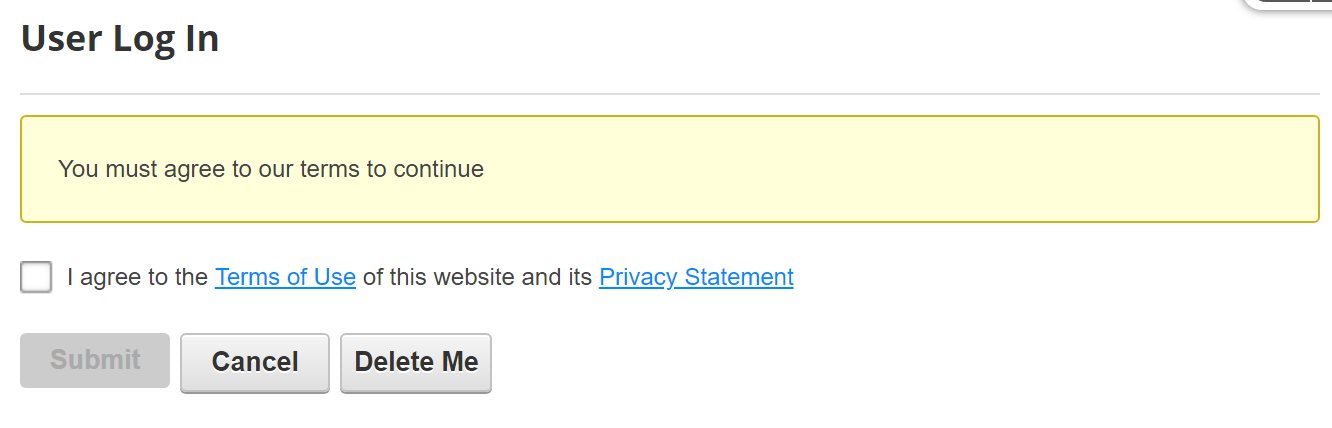 User Log In
You must agree to our terms to continue
I agree to the Terms of Use of this website and its Privacy Statement
Submit Cancel Delete Me